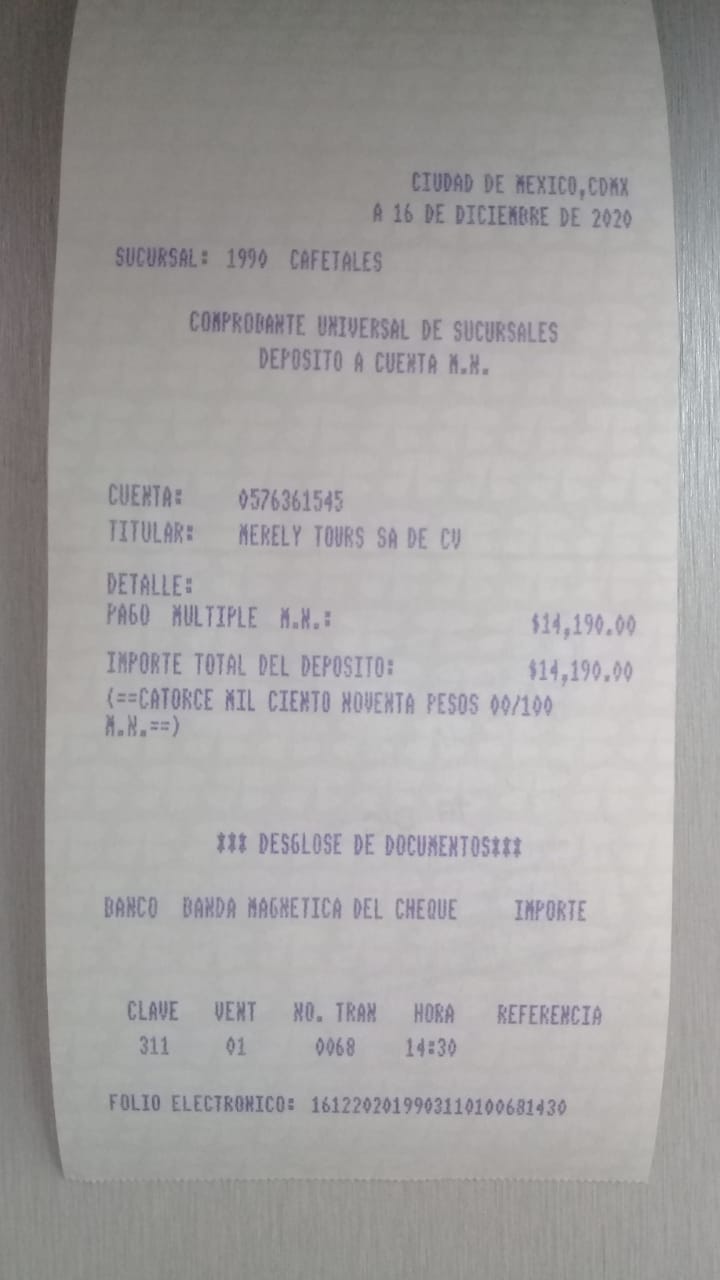 CIUDAD DE MEXICO,CDMX
A 16 DE DICIEMBRE DE 2020
SUCURSAL: 1990 CAFETALES
COMPROBANTE UNIVERSAL DE SUCURSALES
DEPOSITO A CUENTA M.N.
CUENTA: 0576361545
TITULAR: MERELY TOURS SA DE CV
DETALLE:
PAGO MULTIPLE M.N.: $14,190.00
IMPORTE TOTAL DEL DEPOSITO: $14,190.00
(==CATORCE MIL CIENTO NOVENTA PESOS 00/100
M.N.==)
*** DESGLOSE DE DOCUMENTOS***
BANCO BANDA MAGNETICA DEL CHEQUE IMPORTE
CLAVE VENT NO. TRAN HORA REFERENCIA
311 01 0068 14:30
FOLIO ELECTRONICO: 1612202019903110100681430